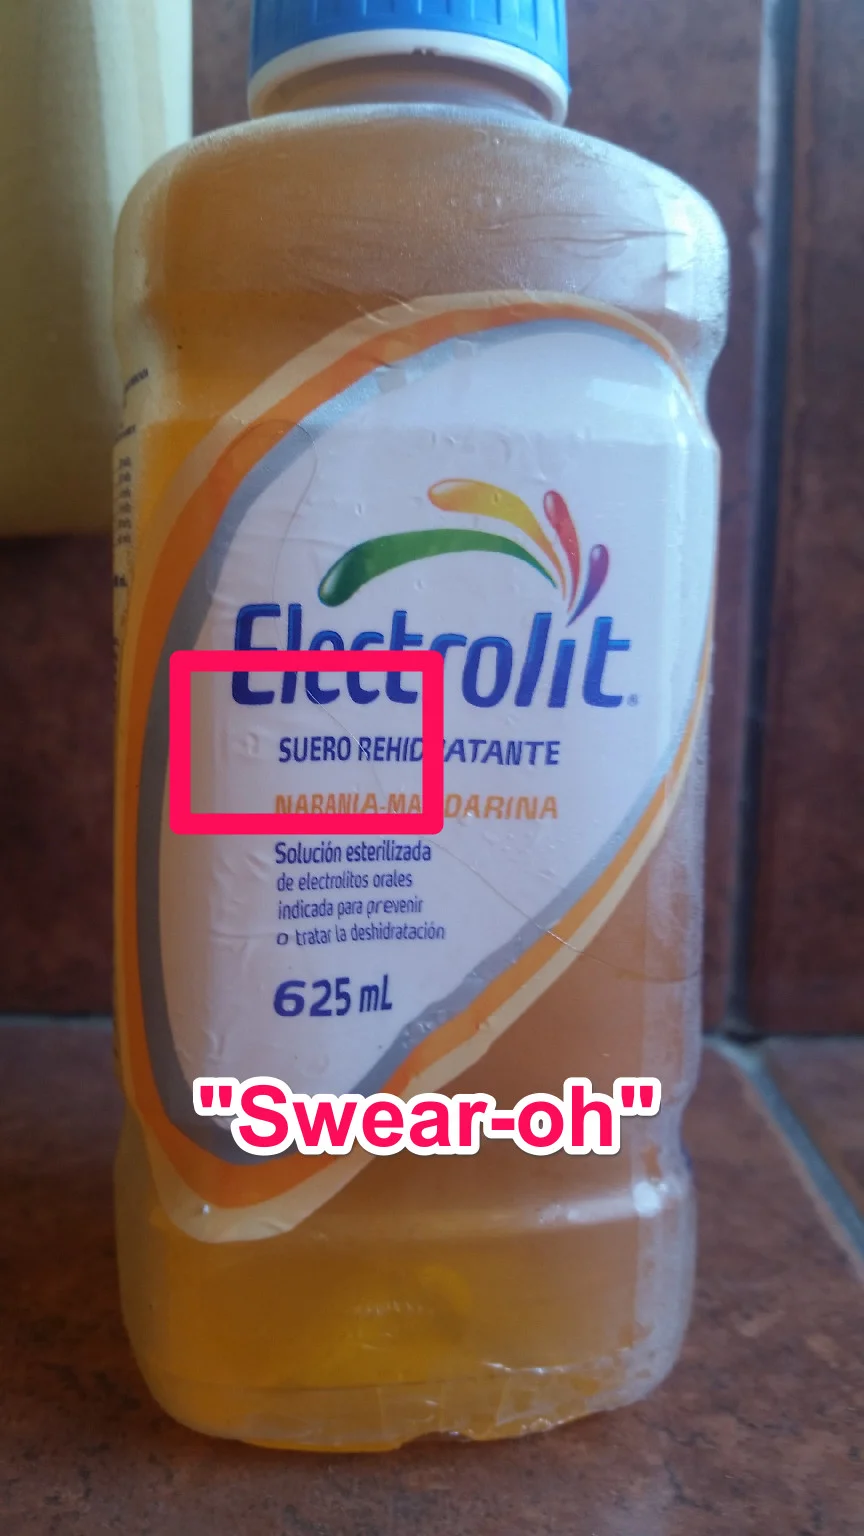 Electrolit®
SUERO REHIDRATANTE
NARANJA-MANDARINA
Solución esterilizada
de electrolitos orales
indicada para prevenir
o tratar la deshidratación
625 mL
"Swear-oh"